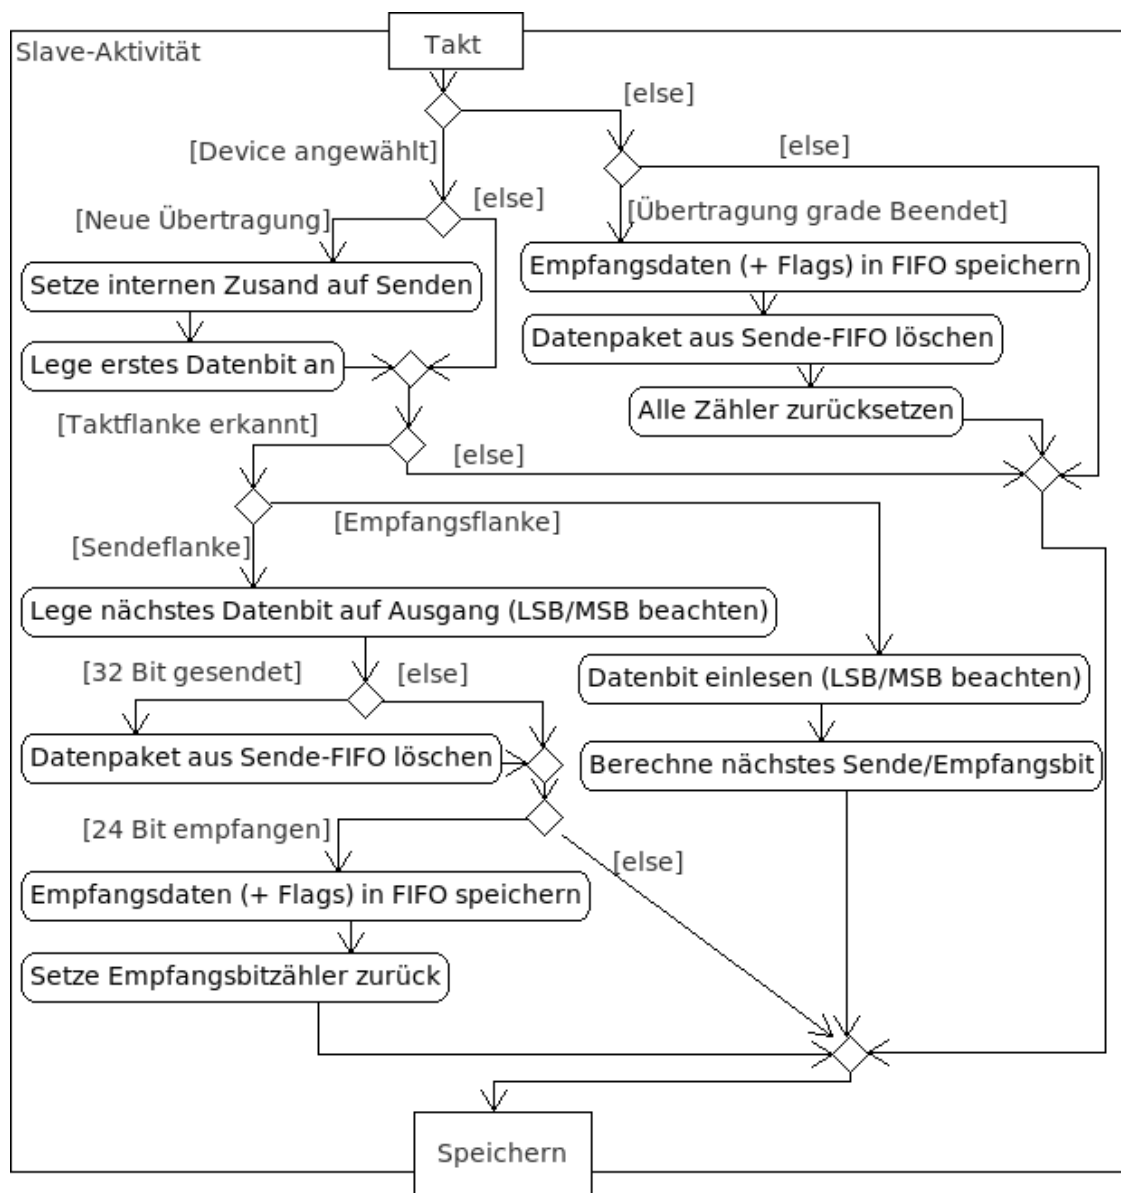 Takt
Slave-Aktivität
[else]
[Device angewählt]
[else]
[else]
[Neue Übertragung]
[Übertragung grade Beendet]
Setze internen Zusand auf Senden
Empfangsdaten (+ Flags) in FIFO speichern
Lege erstes Datenbit an
Datenpaket aus Sende-FIFO löschen
Alle Zähler zurücksetzen
[Taktflanke erkannt]
[else]
[Empfangsflanke]
[Sendeflanke]
Lege nächstes Datenbit auf Ausgang (LSB/MSB beachten)
[32 Bit gesendet]
[else]
Datenbit einlesen (LSB/MSB beachten)
Datenpaket aus Sende-FIFO löschen
Berechne nächstes Sende/Empfangsbit
[24 Bit empfangen]
[else]
Empfangsdaten (+ Flags) in FIFO speichern
Setze Empfangsbitzähler zurück
Speichern